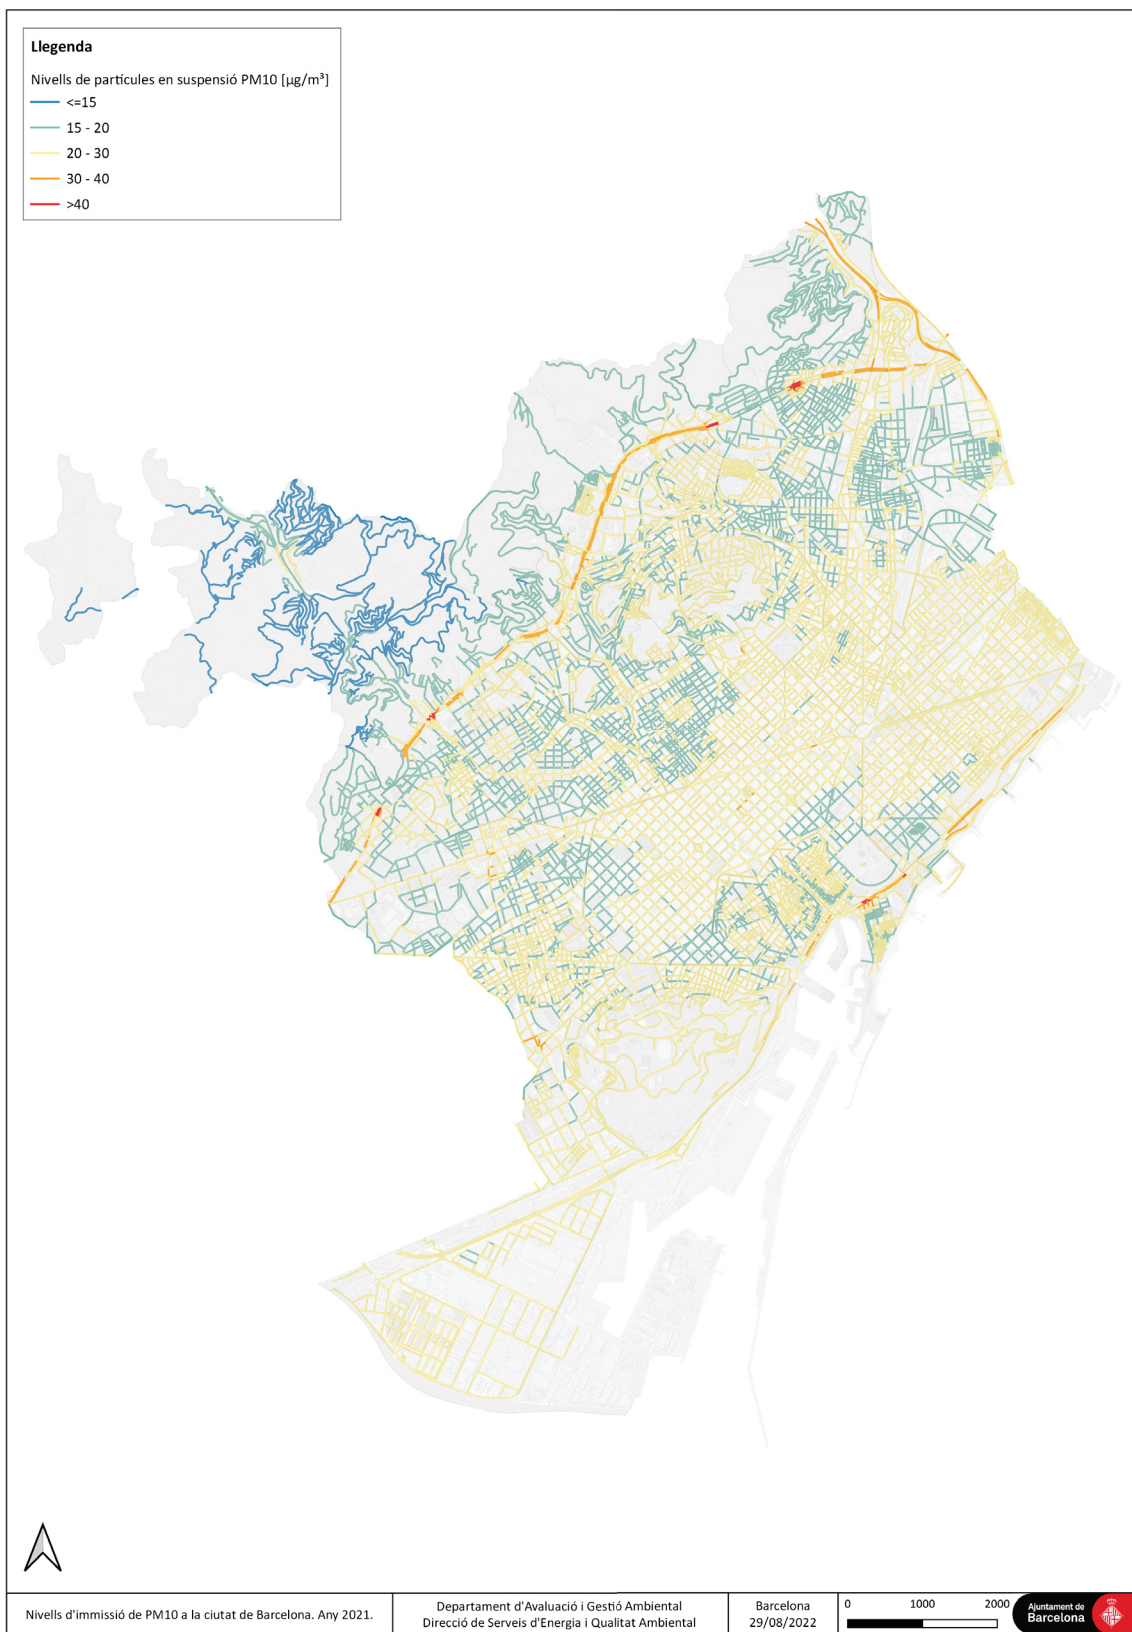 Llegenda
Nivells de partícules en suspensió PM10 [µg/m³]
<=15
15 - 20
20 - 30
30 - 40
>40
Nivells d'immissió de PM10 a la ciutat de Barcelona. Any 2021.
Departament d'Avaluació i Gestió Ambiental
Direcció de Serveis d'Energia i Qualitat Ambiental
Barcelona
29/08/2022
0 1000 2000
Ajuntament de
Barcelona